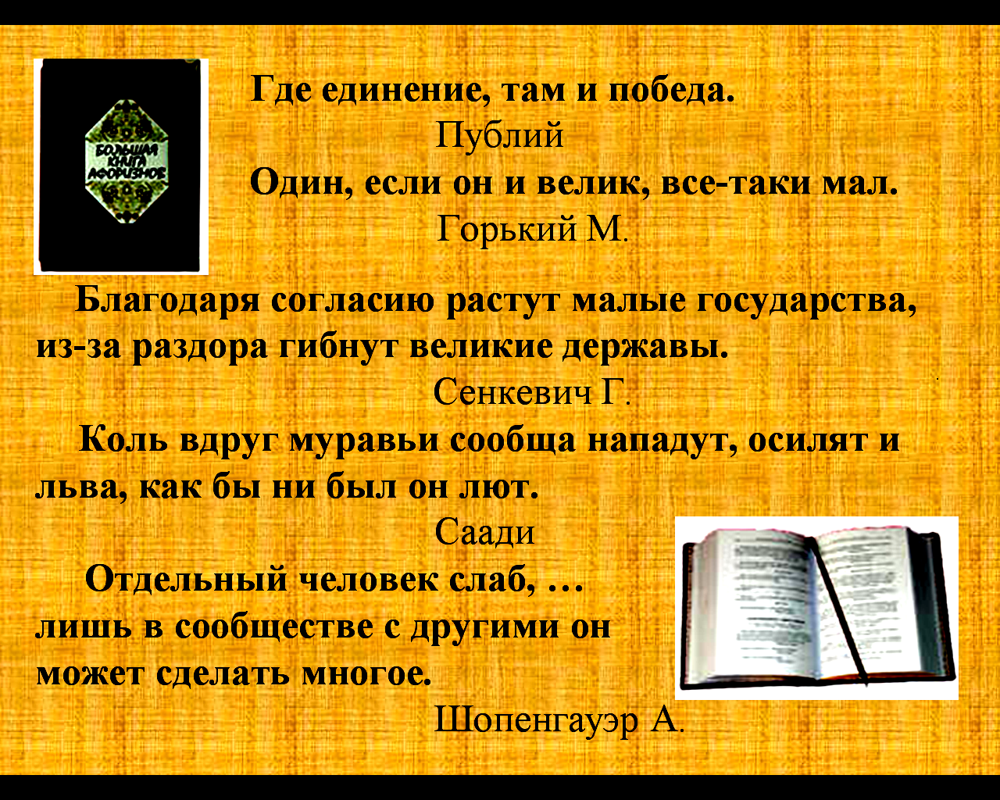 БОЛЬШАЯ
КНИГА
АФОРИЗМОВ
Где единение, там и победа.
Публий
Один, если он и велик, все-таки мал.
Горький М.
Благодаря согласию растут малые государства,
из-за раздора гибнут великие державы.
Сенкевич Г.
Коль вдруг муравьи сообща нападут, осилят и
льва, как бы ни был он лют.
Саади
Отдельный человек слаб, …
лишь в сообществе с другими он
может сделать многое.
Шопенгауэр А.